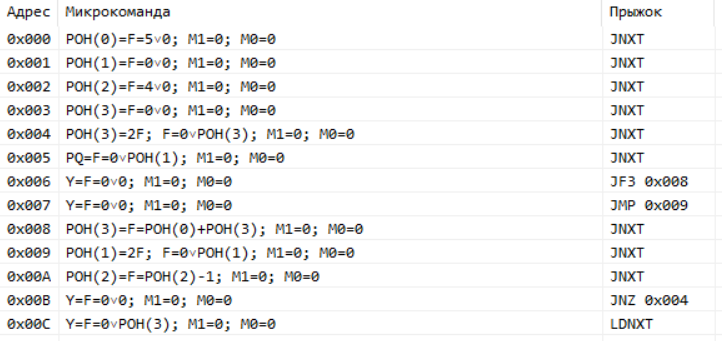 Адрес Микрокоманда Прыжок
0x000 РОН(0)=F=5∨0; M1=0; M0=0 JNXT
0x001 РОН(1)=F=0∨0; M1=0; M0=0 JNXT
0x002 РОН(2)=F=4∨0; M1=0; M0=0 JNXT
0x003 РОН(3)=F=0∨0; M1=0; M0=0 JNXT
0x004 РОН(3)=2F; F=0∨РОН(3); M1=0; M0=0 JNXT
0x005 PQ=F=0∨РОН(1); M1=0; M0=0 JNXT
0x006 Y=F=0∨0; M1=0; M0=0 JF3 0x008
0x007 Y=F=0∨0; M1=0; M0=0 JMP 0x009
0x008 РОН(3)=F=РОН(0)+РОН(3); M1=0; M0=0 JNXT
0x009 РОН(1)=2F; F=0∨РОН(1); M1=0; M0=0 JNXT
0x00A РОН(2)=F=РОН(2)-1; M1=0; M0=0 JNXT
0x00B Y=F=0∨0; M1=0; M0=0 JNZ 0x004
0x00C Y=F=0∨РОН(3); M1=0; M0=0 LDNXT